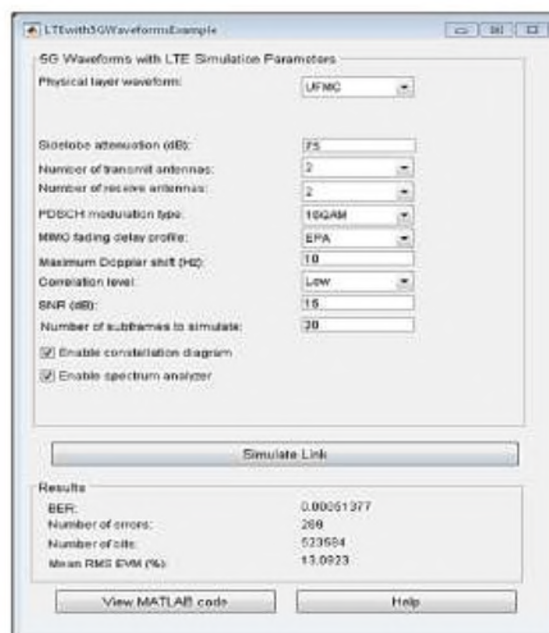 LTEwith5GWaveformsExample
5G Waveforms with LTE Simulation Parameters
Physical layer waveform: UFMC
Sidelobe attenuation (dB): 75
Number of transmit antennas: 2
Number of receive antennas: 2
PDSCH modulation type: 16QAM
MIMO fading delay profile: EPA
Maximum Doppler shift (Hz): 10
Correlation level: Low
SNR (dB): 15
Number of subframes to simulate: 20
Enable constellation diagram
Enable spectrum analyzer
Simulate Link
Results
BER: 0.00051377
Number of errors:
Number of bits:
Mean RMS EVM (%): 13.0923
View MATLAB code Help